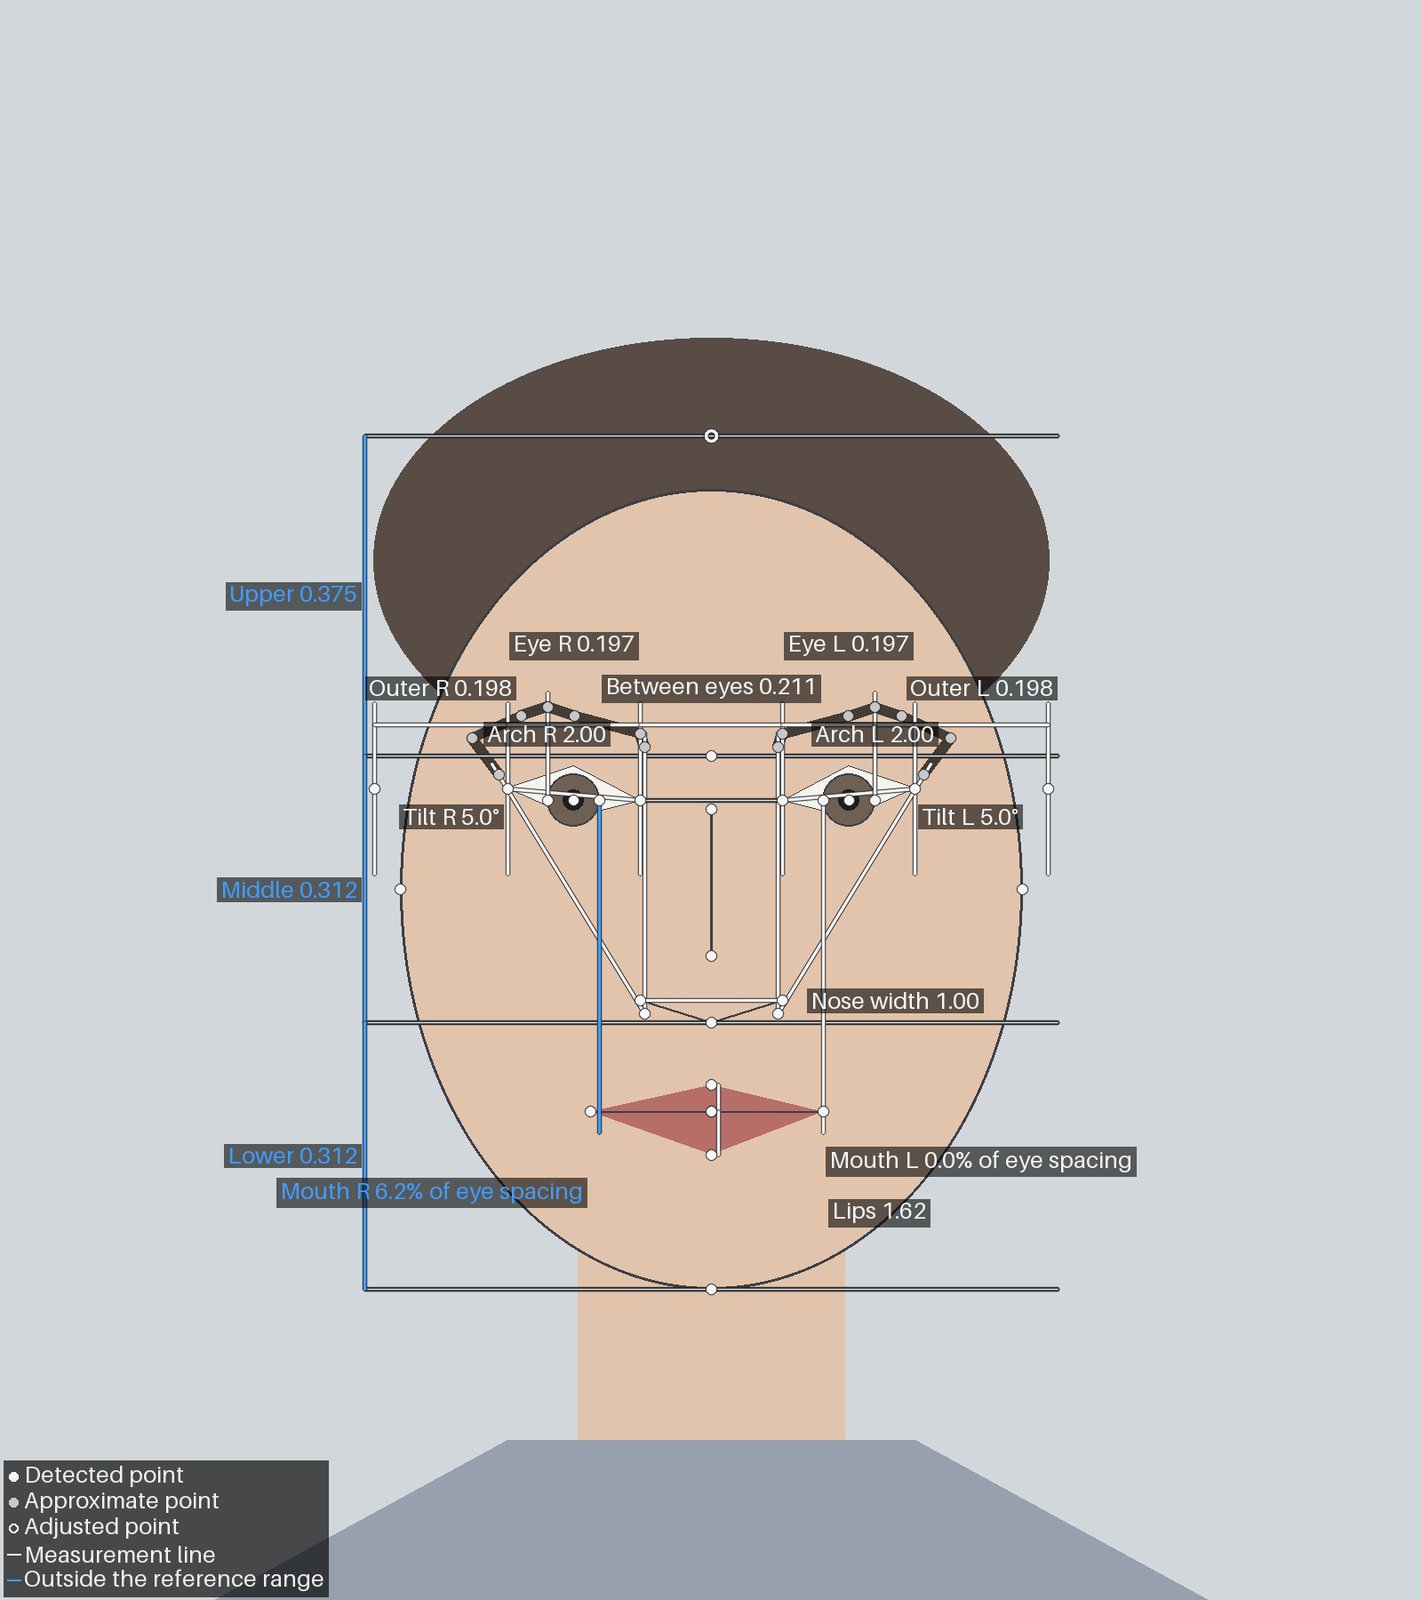 Upper 0.375
Eye R 0.197
Eye L 0.197
Outer R 0.198
Between eyes 0.211
Outer L 0.198
Arch R 2.00
Arch L 2.00
Tilt R 5.0°
Tilt L 5.0°
Middle 0.312
Nose width 1.00
Lower 0.312
Mouth L 0.0% of eye spacing
Mouth R 6.2% of eye spacing
Lips 1.62
Detected point
Approximate point
Adjusted point
Measurement line
Outside the reference range